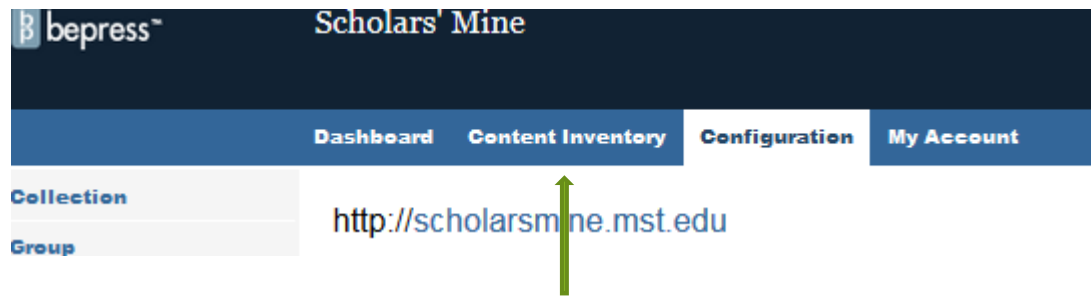 bepress™
Scholars' Mine
Dashboard Content Inventory Configuration My Account
Collection
http://scholarsmine.mst.edu
Group